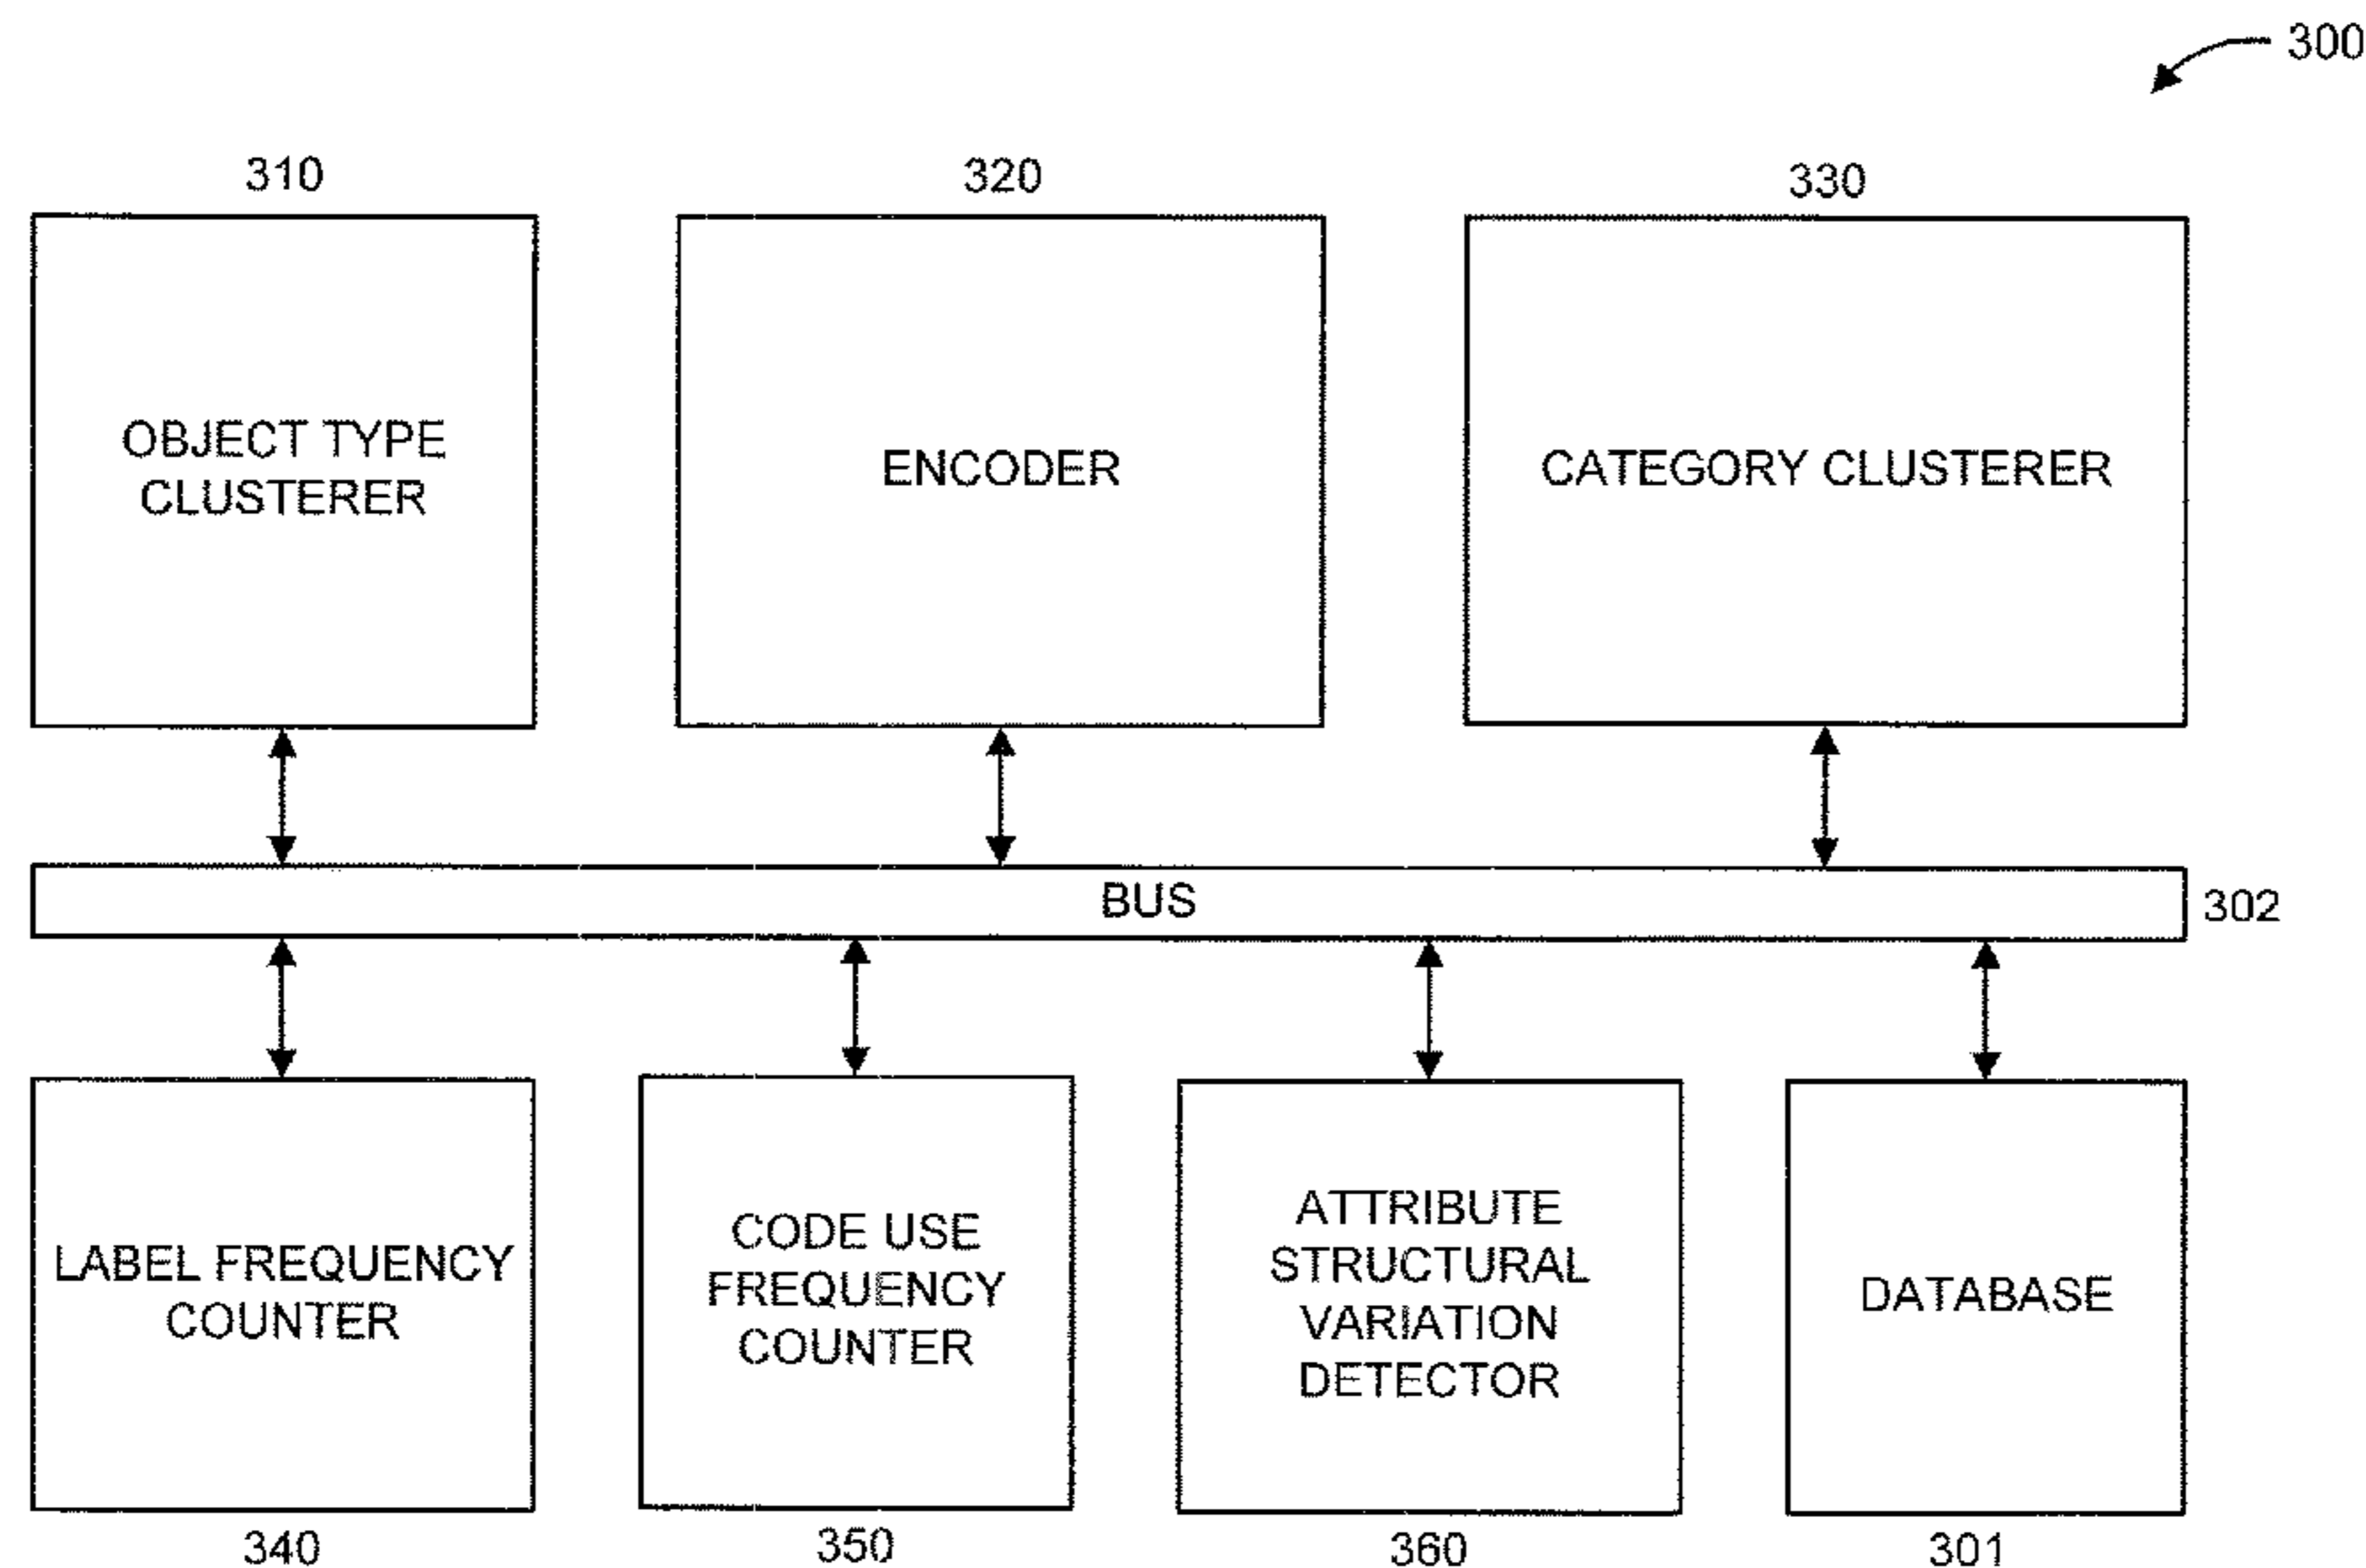 300
310
320
330
OBJECT TYPE
CLUSTERER
ENCODER
CATEGORY CLUSTERER
BUS
302
LABEL FREQUENCY
COUNTER
CODE USE
FREQUENCY
COUNTER
ATTRIBUTE
STRUCTURAL
VARIATION
DETECTOR
DATABASE
340
350
360
301